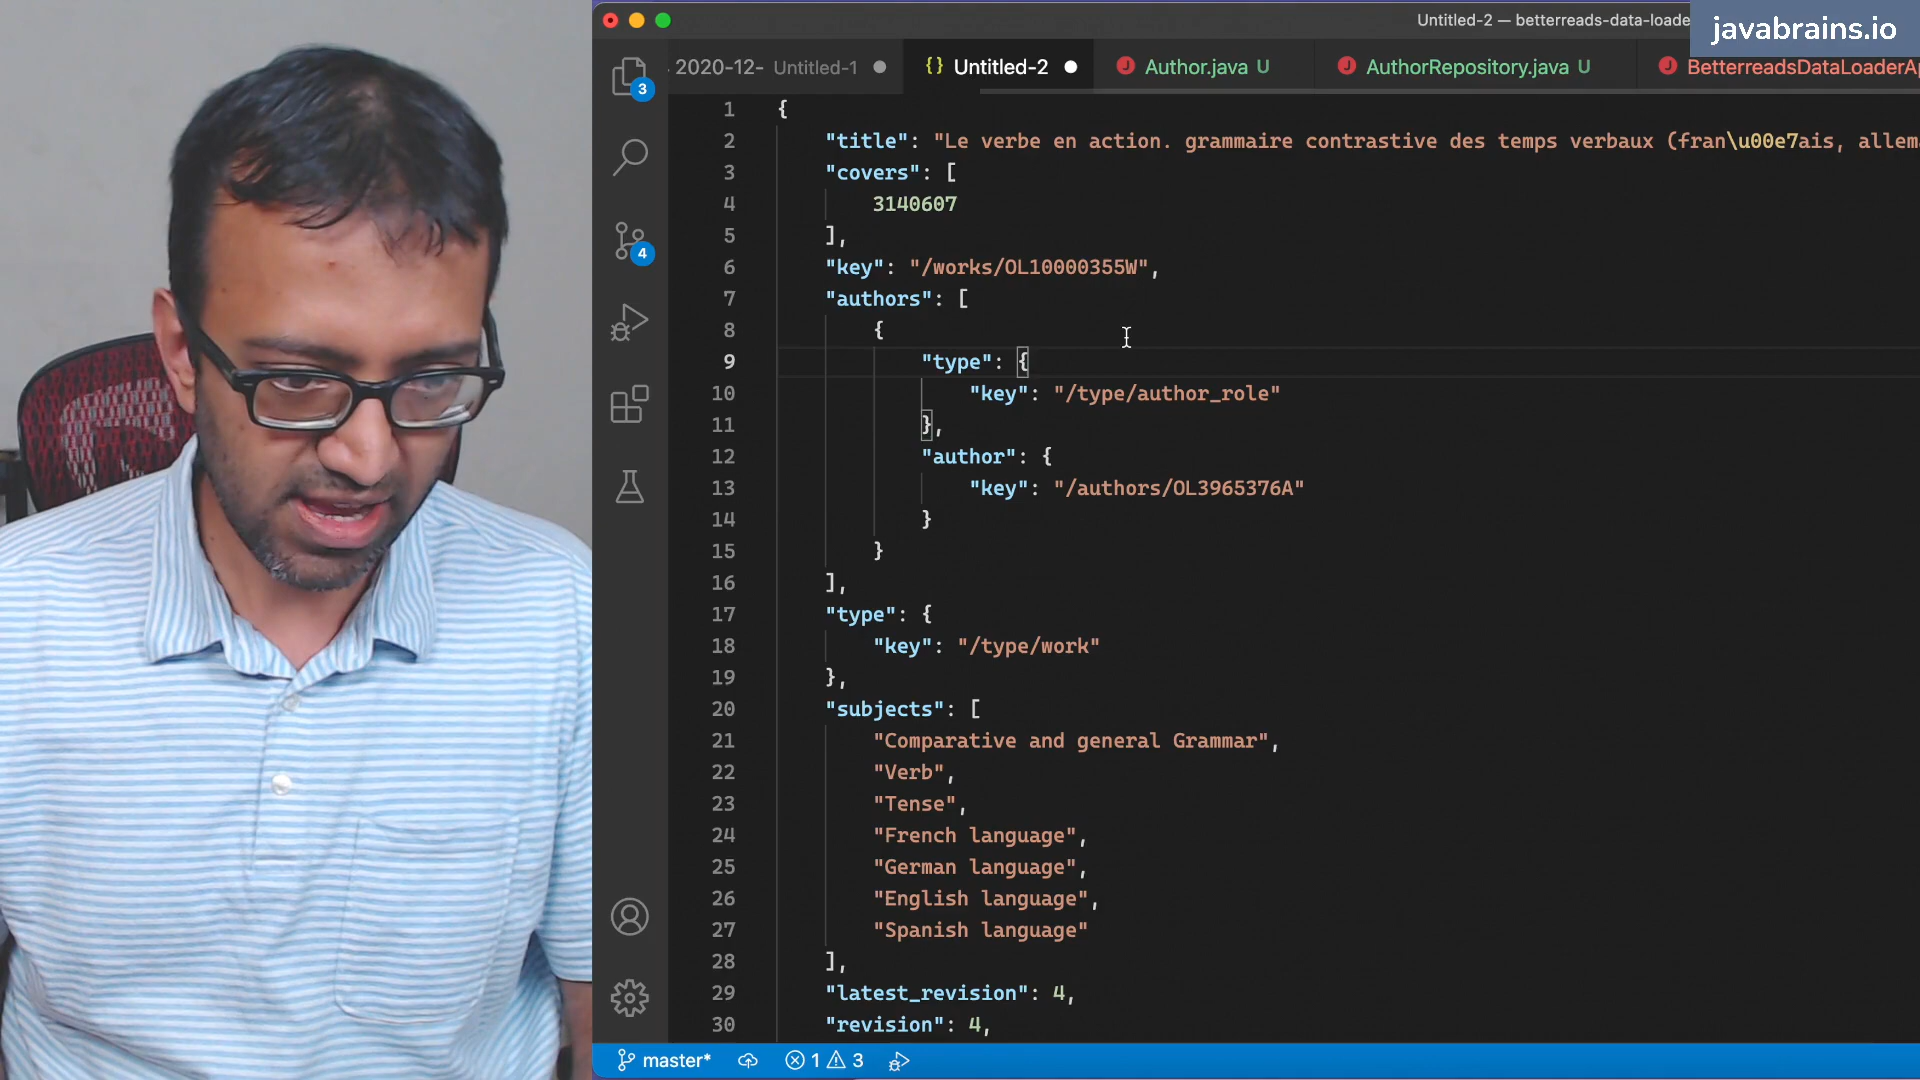 Untitled-2 — betterreads-data-loade
javabrains.io
2020-12- Untitled-1
{} Untitled-2
Author.java U
AuthorRepository.java U
BetterreadsDataLoaderAp
3
4
1 {
2 "title": "Le verbe en action. grammaire contrastive des temps verbaux (fran\u00e7ais, allema
3 "covers": [
4 3140607
5 ],
6 "key": "/works/OL10000355W",
7 "authors": [
8 {
9 "type": {
10 "key": "/type/author_role"
11 },
12 "author": {
13 "key": "/authors/OL3965376A"
14 }
15 }
16 ],
17 "type": {
18 "key": "/type/work"
19 },
20 "subjects": [
21 "Comparative and general Grammar",
22 "Verb",
23 "Tense",
24 "French language",
25 "German language",
26 "English language",
27 "Spanish language"
28 ],
29 "latest_revision": 4,
30 "revision": 4,
master* 1 3